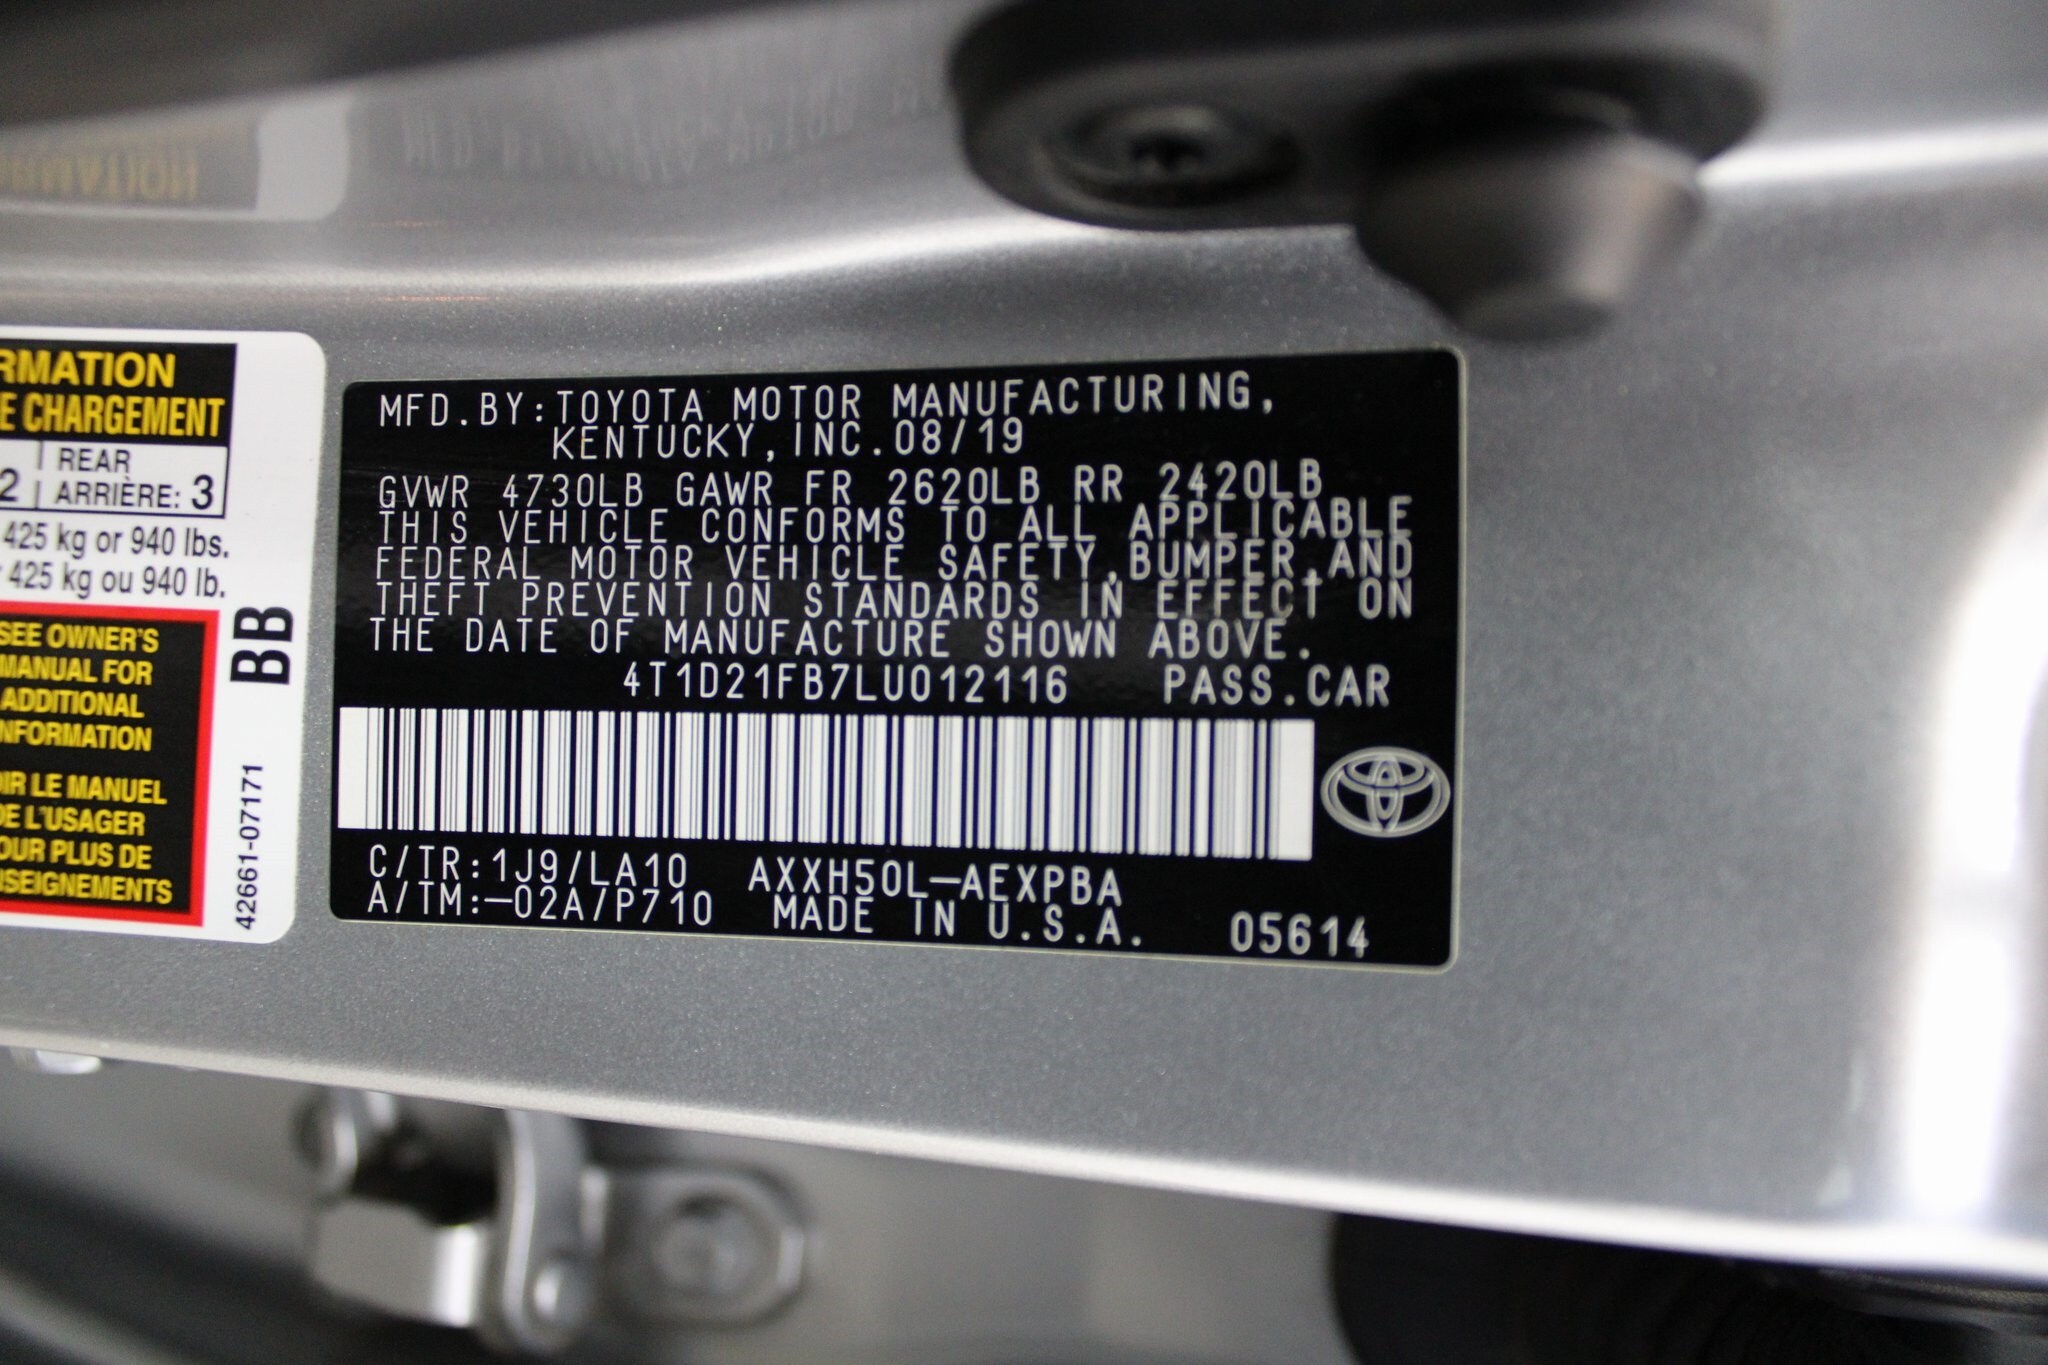 RMATION
E CHARGEMENT
2 REAR
ARRIÈRE: 3
425 kg or 940 lbs.
425 kg ou 940 lb.
SEE OWNER'S
MANUAL FOR
ADDITIONAL
NFORMATION
IR LE MANUEL
DE L'USAGER
OUR PLUS DE
SEIGNEMENTS
BB
42661-07171
MFD.BY:TOYOTA MOTOR MANUFACTURING,
KENTUCKY,INC.08/19
GVWR 4730LB GAWR FR 2620LB RR 2420LB
THIS VEHICLE CONFORMS TO ALL APPLICABLE
FEDERAL MOTOR VEHICLE SAFETY,BUMPER,AND
THEFT PREVENTION STANDARDS IN EFFECT ON
THE DATE OF MANUFACTURE SHOWN ABOVE.
4T1D21FB7LU012116 PASS.CAR
C/TR:1J9/LA10 AXXH50L-AEXPBA
A/TM:-02A/P710 MADE IN U.S.A. 05614